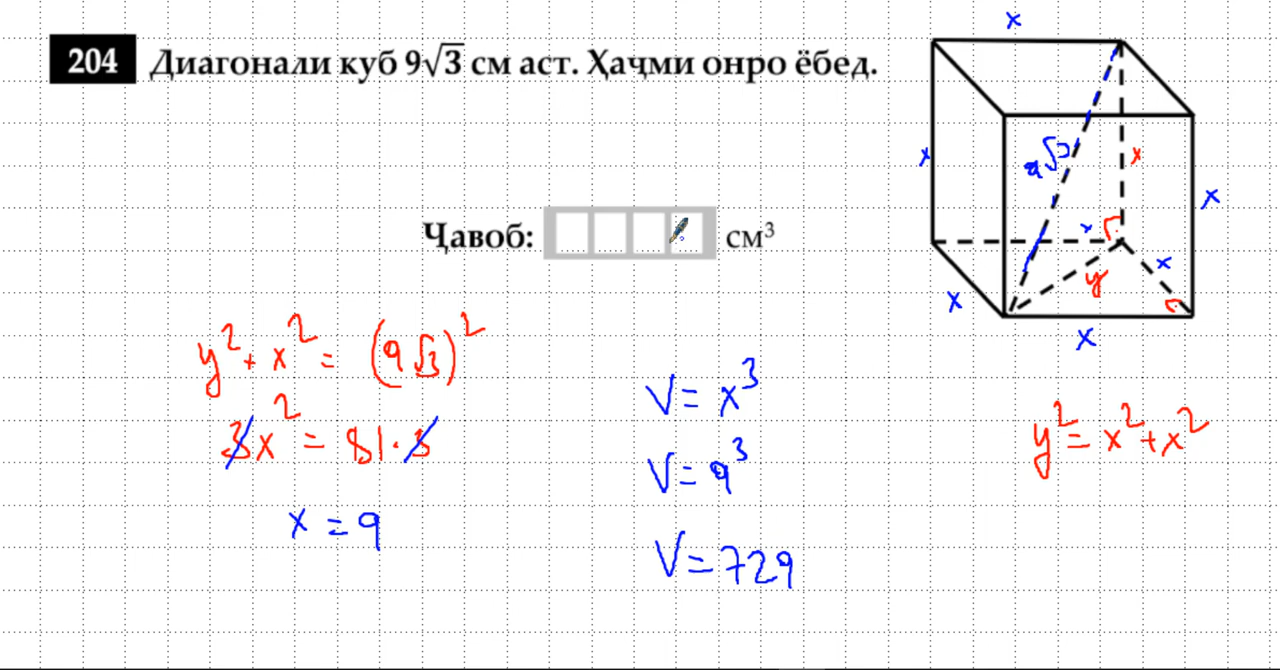 204 Диагонали куб 9√3 см аст. Ҳаҷми онро ёбед.
Ҷавоб: см³
x
x
9√3
x
x
x
x
x
y
x
y² + x² = (9√3)²
3x² = 81·3
x = 9
V = x³
V = 9³
V = 729
y² = x² + x²